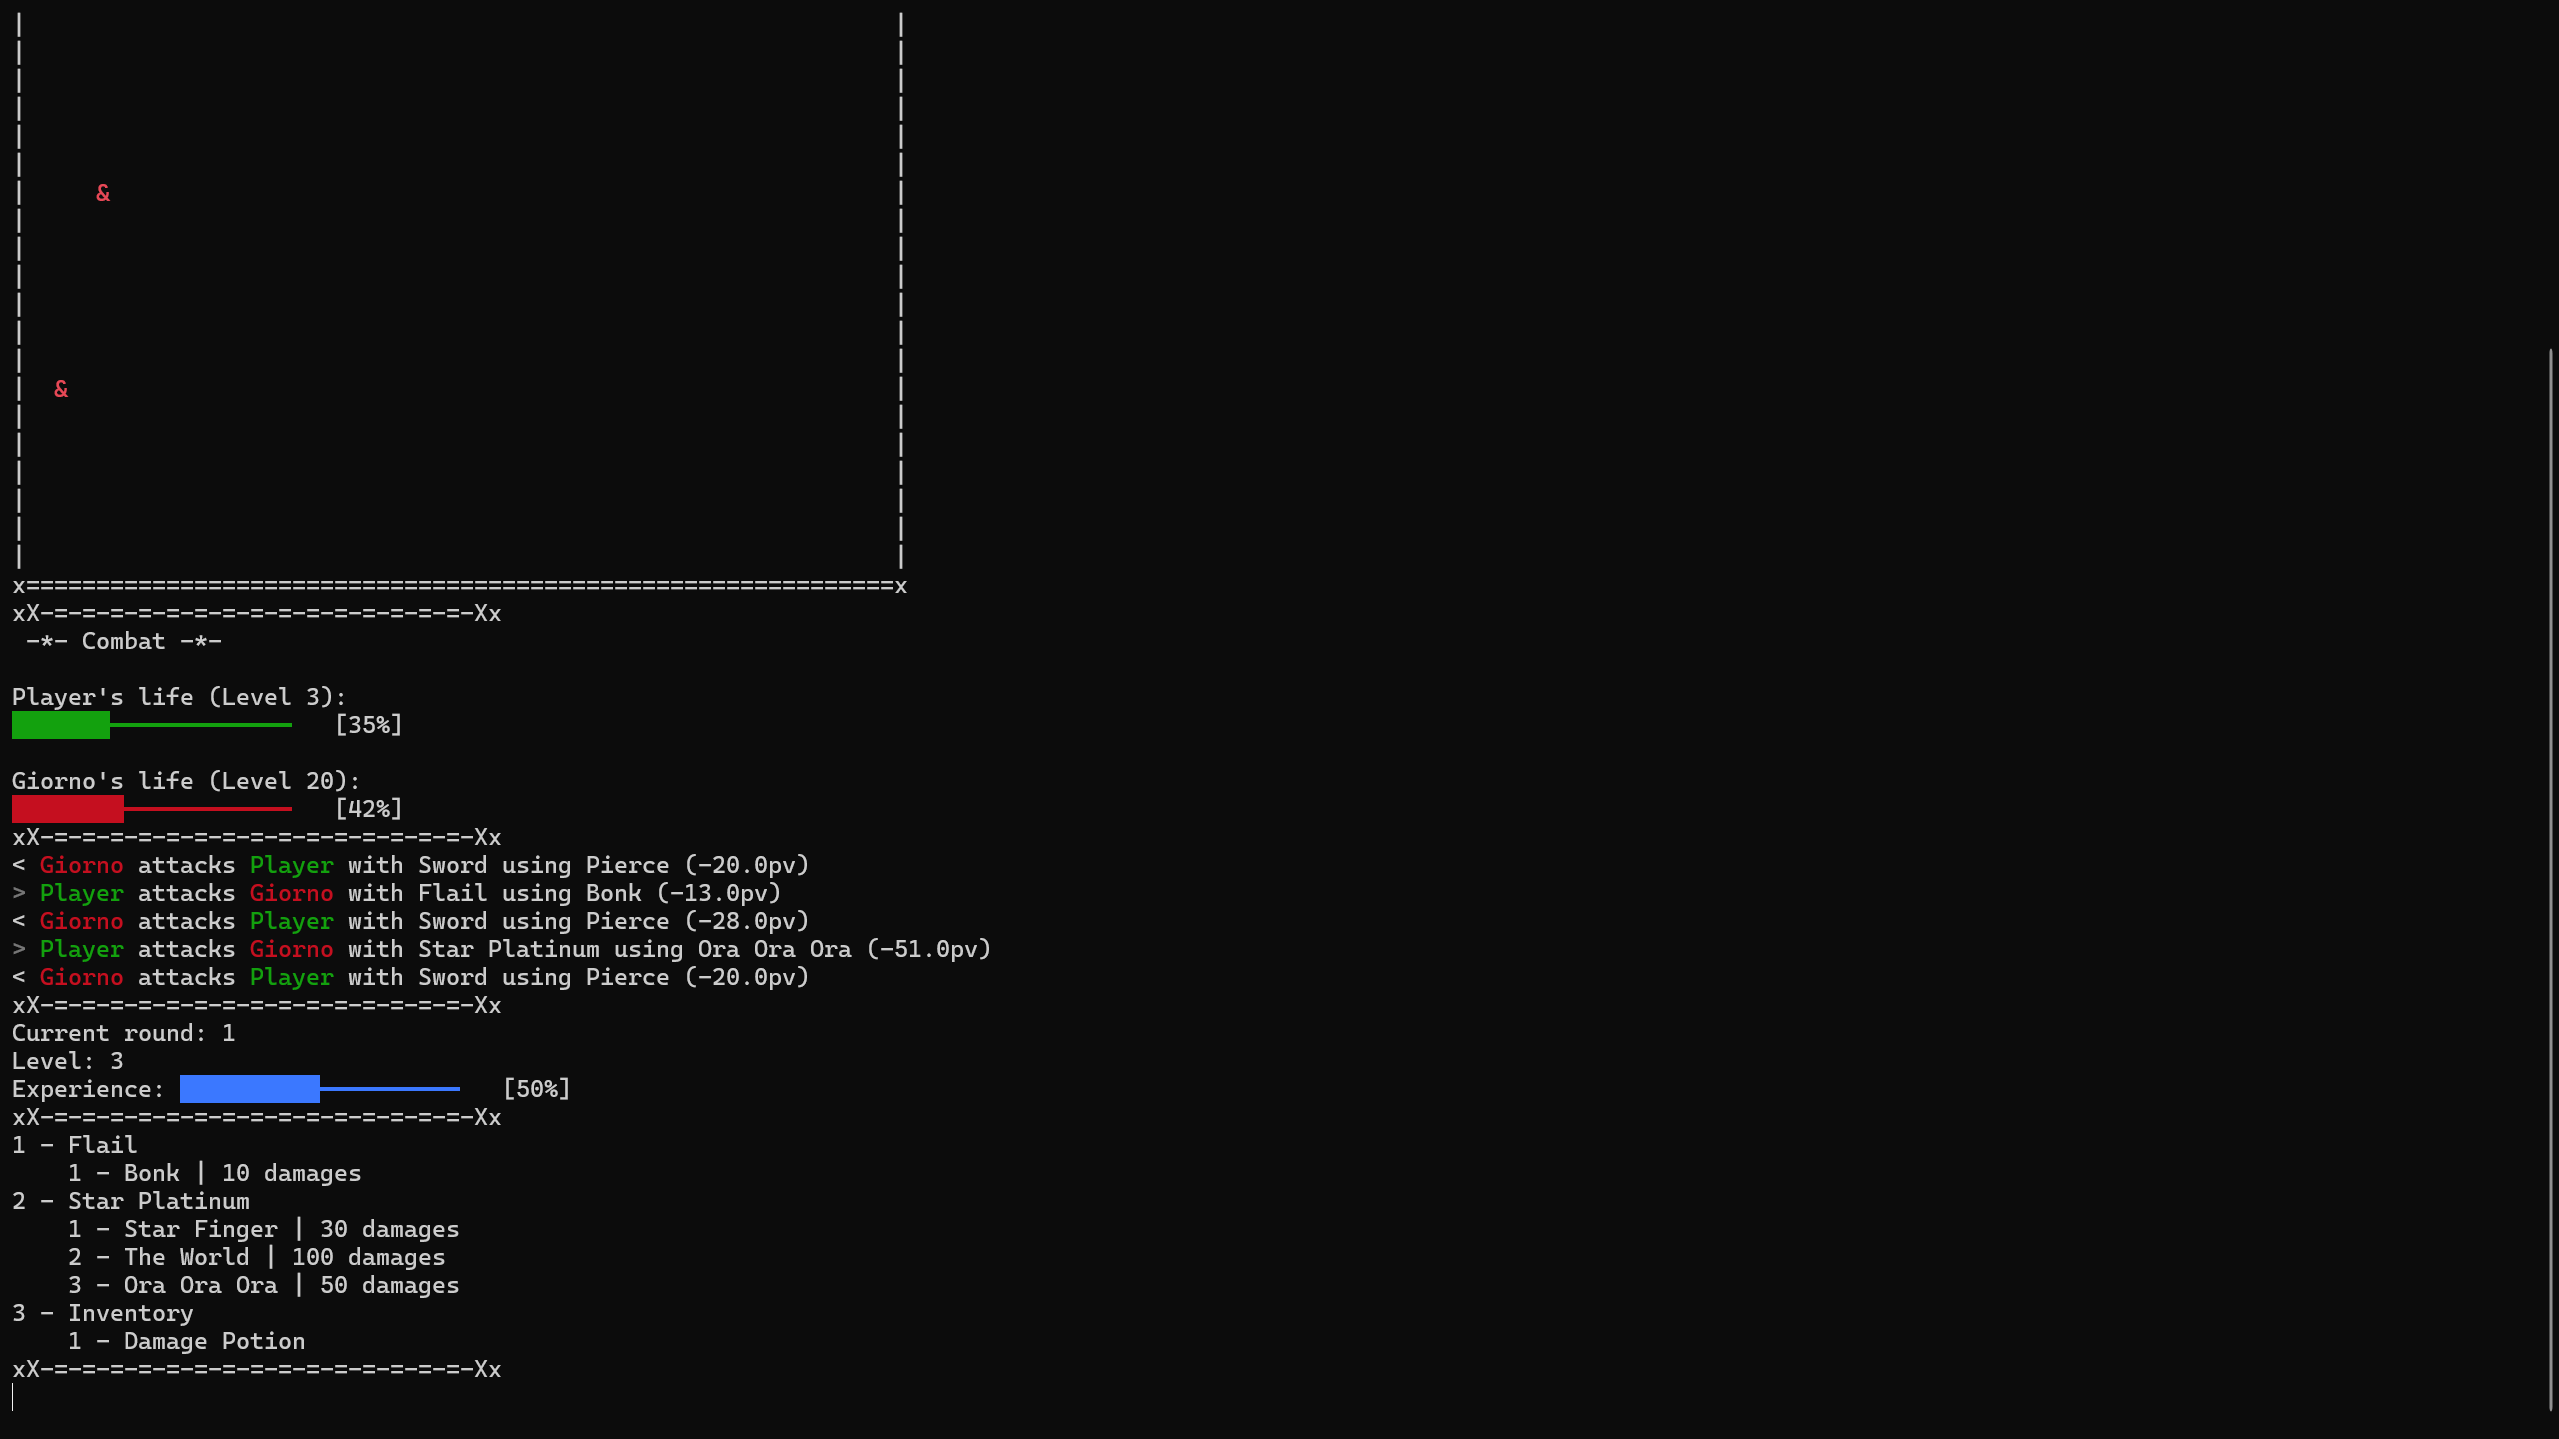 |                                                              |
|                                                              |
|                                                              |
|                                                              |
|                                                              |
|                                                              |
|     &                                                        |
|                                                              |
|                                                              |
|                                                              |
|                                                              |
|                                                              |
|                                                              |
|  &                                                           |
|                                                              |
|                                                              |
|                                                              |
|                                                              |
|                                                              |
|                                                              |
x==============================================================x
xX-=-=-=-=-=-=-=-=-=-=-=-=-=-=-=-Xx
 -*- Combat -*-
Player's life (Level 3):
[35%]
Giorno's life (Level 20):
[42%]
xX-=-=-=-=-=-=-=-=-=-=-=-=-=-=-=-Xx
< Giorno attacks Player with Sword using Pierce (-20.0pv)
> Player attacks Giorno with Flail using Bonk (-13.0pv)
< Giorno attacks Player with Sword using Pierce (-28.0pv)
> Player attacks Giorno with Star Platinum using Ora Ora Ora (-51.0pv)
< Giorno attacks Player with Sword using Pierce (-20.0pv)
xX-=-=-=-=-=-=-=-=-=-=-=-=-=-=-=-Xx
Current round: 1
Level: 3
Experience: [50%]
xX-=-=-=-=-=-=-=-=-=-=-=-=-=-=-=-Xx
1 - Flail
    1 - Bonk | 10 damages
2 - Star Platinum
    1 - Star Finger | 30 damages
    2 - The World | 100 damages
    3 - Ora Ora Ora | 50 damages
3 - Inventory
    1 - Damage Potion
xX-=-=-=-=-=-=-=-=-=-=-=-=-=-=-=-Xx